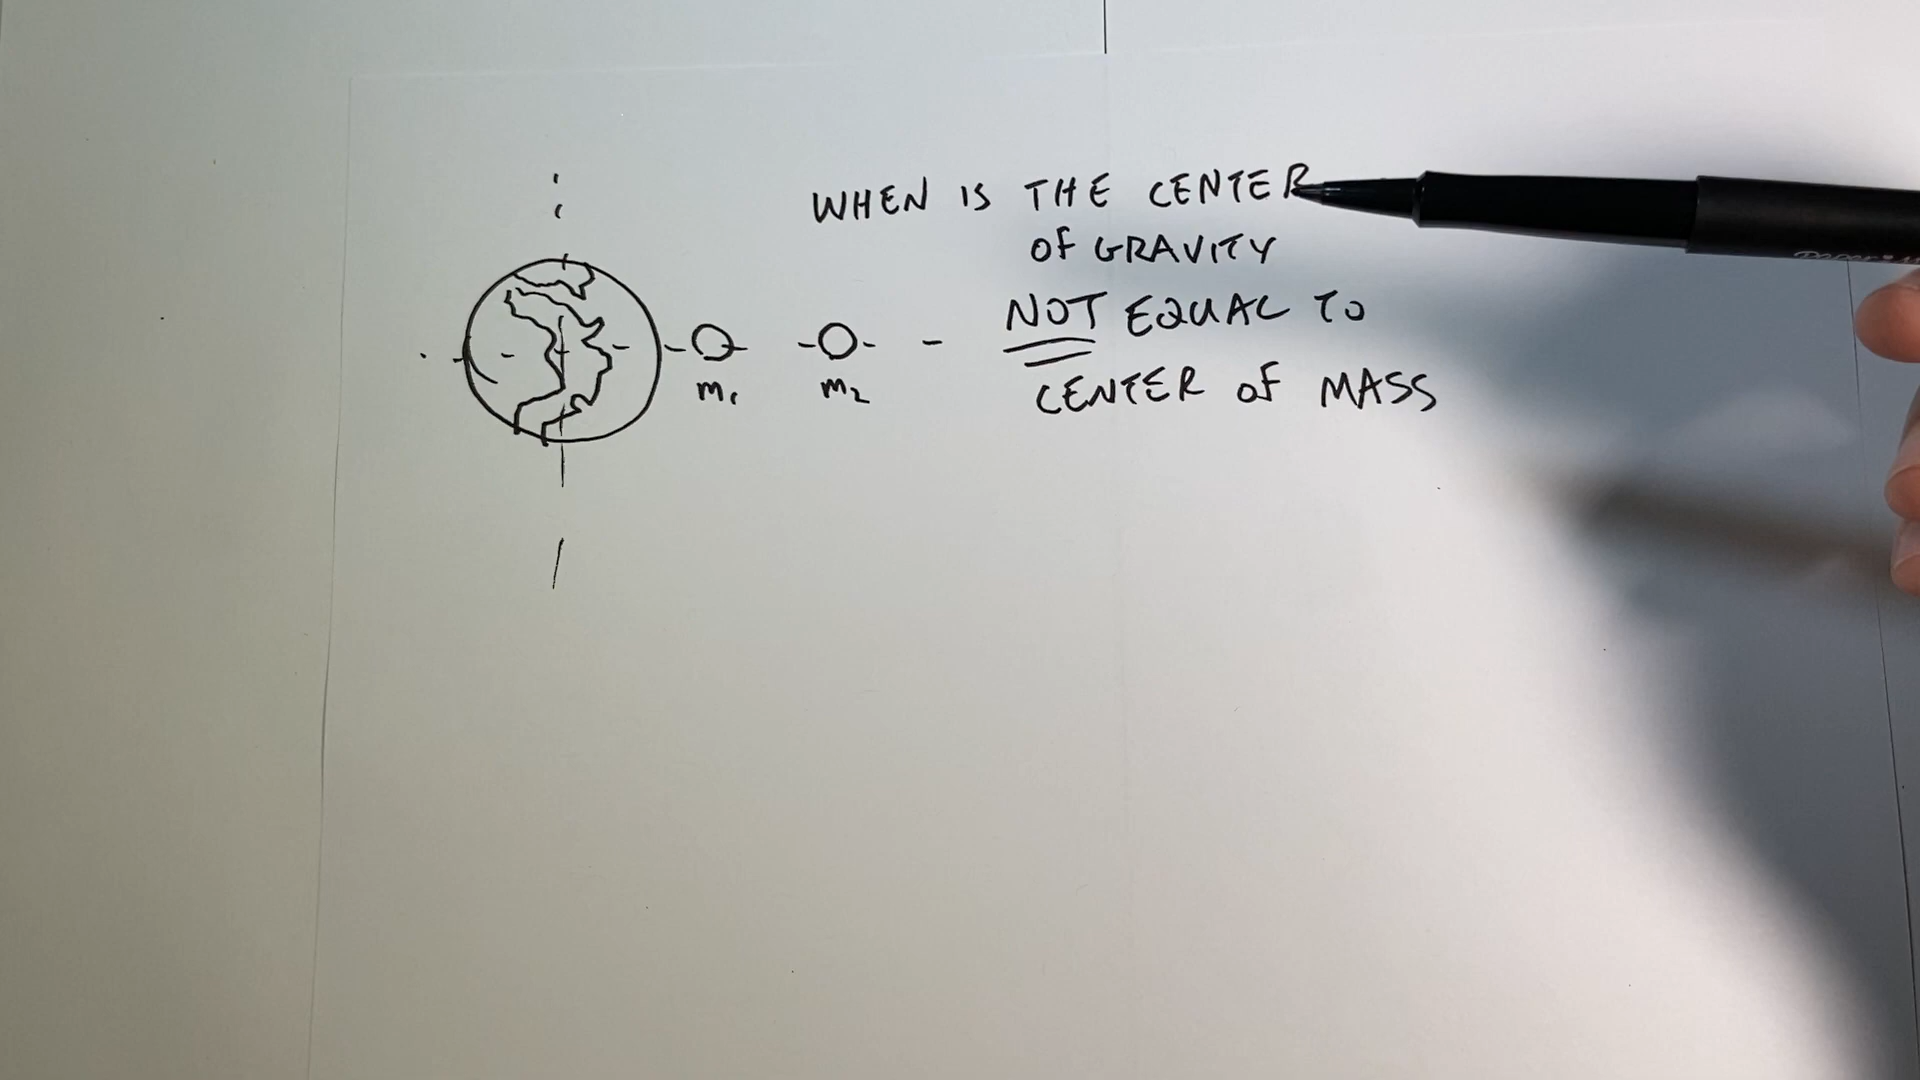 WHEN IS THE CENTER
OF GRAVITY
NOT EQUAL TO
CENTER OF MASS
m₁
m₂